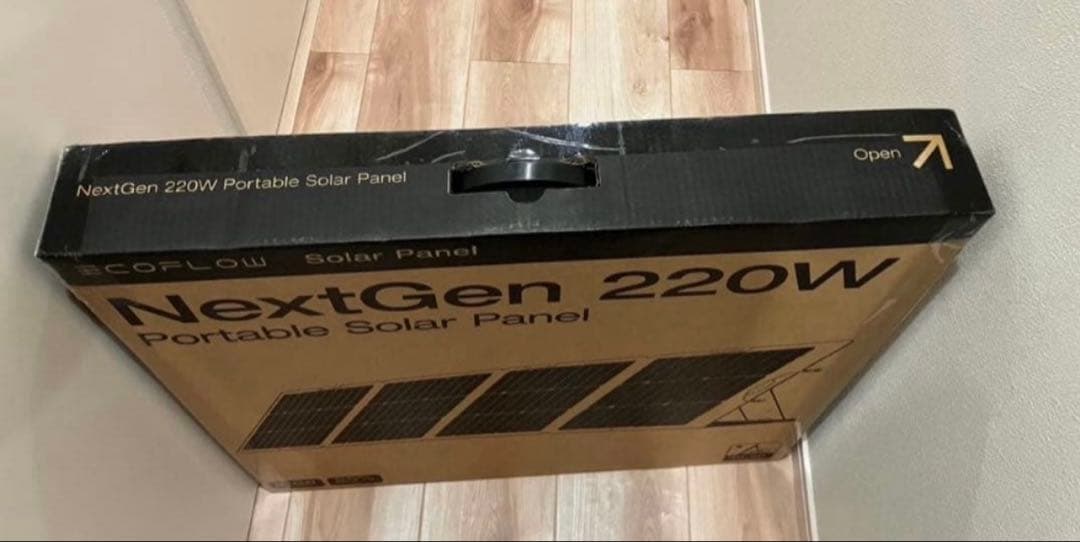 NextGen 220W Portable Solar Panel
Open
ECOFLOW Solar Panel
NextGen 220W
Portable Solar Panel